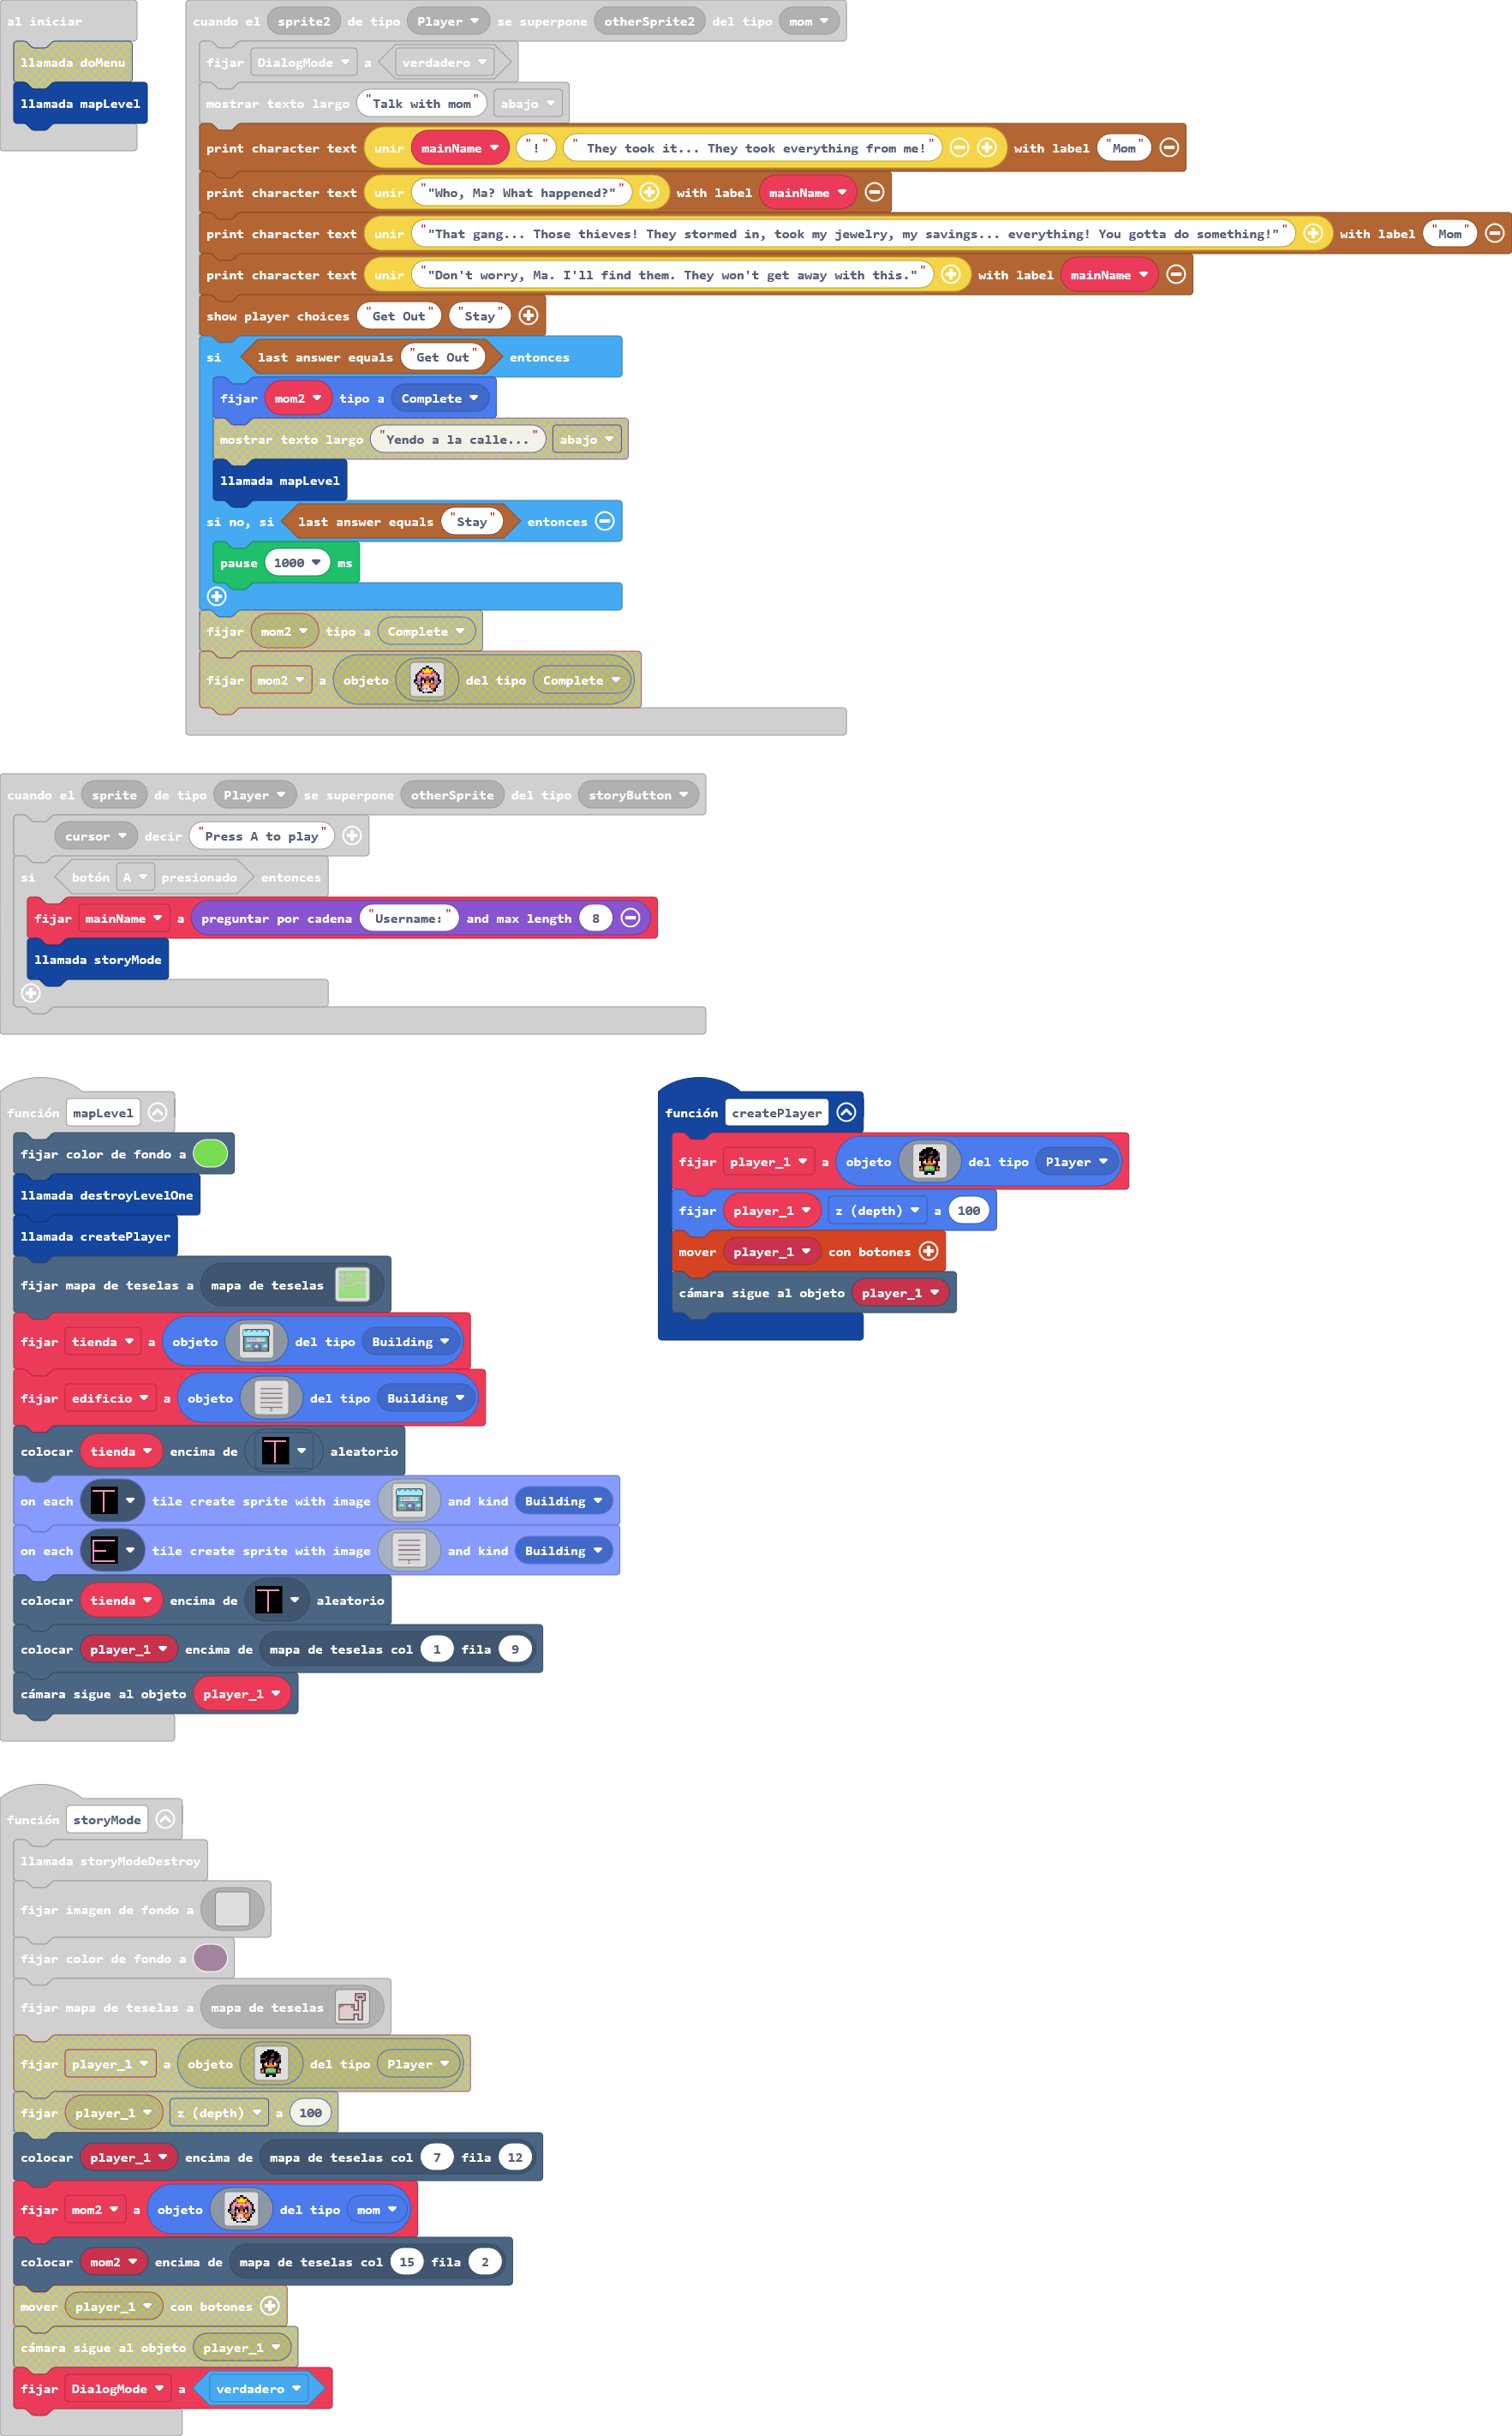 al iniciar
llamada doMenu
llamada mapLevel
cuando el sprite2 de tipo Player se superpone otherSprite2 del tipo mom
fijar DialogMode a verdadero
mostrar texto largo "Talk with mom" abajo
print character text unir mainName "!" " They took it... They took everything from me!" with label "Mom"
print character text unir ""Who, Ma? What happened?"" with label mainName
print character text unir ""That gang... Those thieves! They stormed in, took my jewelry, my savings... everything! You gotta do something!"" with label "Mom"
print character text unir ""Don't worry, Ma. I'll find them. They won't get away with this."" with label mainName
show player choices "Get Out" "Stay"
si last answer equals "Get Out" entonces
fijar mom2 tipo a Complete
mostrar texto largo "Yendo a la calle..." abajo
llamada mapLevel
si no, si last answer equals "Stay" entonces
pause 1000 ms
fijar mom2 tipo a Complete
fijar mom2 a objeto del tipo Complete
cuando el sprite de tipo Player se superpone otherSprite del tipo storyButton
cursor decir "Press A to play"
si botón A presionado entonces
fijar mainName a preguntar por cadena "Username:" and max length 8
llamada storyMode
función mapLevel
fijar color de fondo a
llamada destroyLevelOne
llamada createPlayer
fijar mapa de teselas a mapa de teselas
fijar tienda a objeto del tipo Building
fijar edificio a objeto del tipo Building
colocar tienda encima de T aleatorio
on each T tile create sprite with image and kind Building
on each E tile create sprite with image and kind Building
colocar tienda encima de T aleatorio
colocar player_1 encima de mapa de teselas col 1 fila 9
cámara sigue al objeto player_1
función createPlayer
fijar player_1 a objeto del tipo Player
fijar player_1 z (depth) a 100
mover player_1 con botones
cámara sigue al objeto player_1
función storyMode
llamada storyModeDestroy
fijar imagen de fondo a
fijar color de fondo a
fijar mapa de teselas a mapa de teselas
fijar player_1 a objeto del tipo Player
fijar player_1 z (depth) a 100
colocar player_1 encima de mapa de teselas col 7 fila 12
fijar mom2 a objeto del tipo mom
colocar mom2 encima de mapa de teselas col 15 fila 2
mover player_1 con botones
cámara sigue al objeto player_1
fijar DialogMode a verdadero